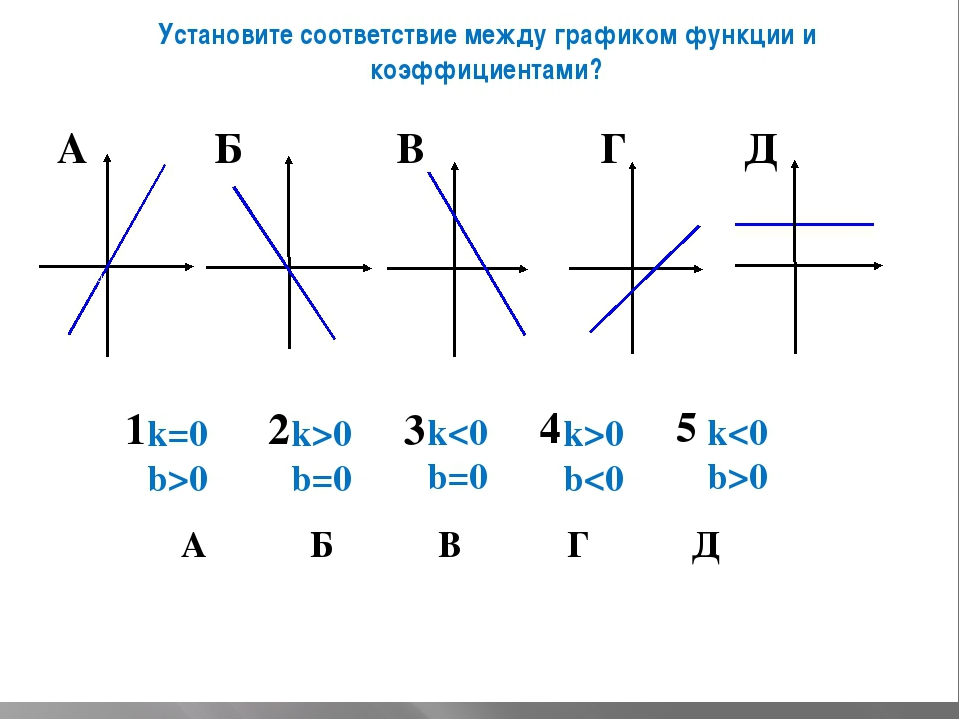 Установите соответствие между графиком функции и
коэффициентами?
А Б В Г Д
1 k=0 2 k>0 3 k<0 4 k>0 5 k<0
b>0 b=0 b=0 b<0 b>0
А Б В Г Д